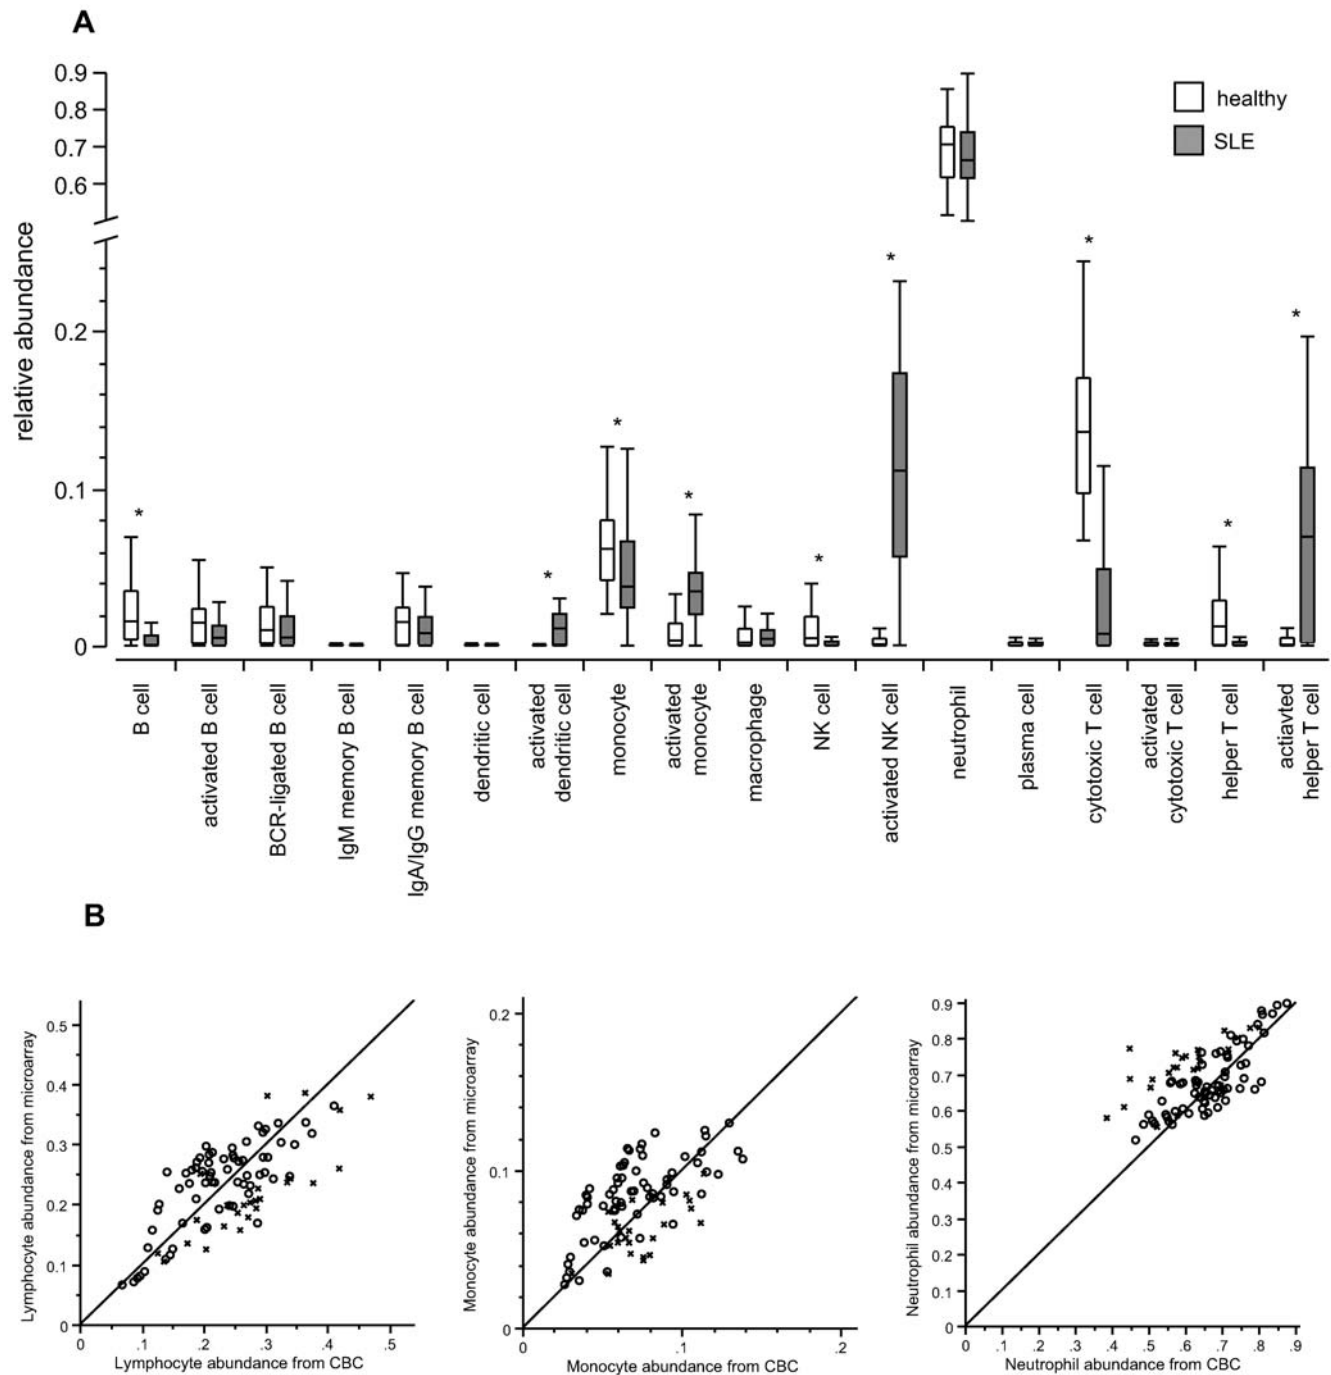 A
0.9
0.8
0.7
0.6
0.2
0.1
0
relative abundance
healthy
SLE
*
*
*
*
*
*
*
*
*
B cell
activated B cell
BCR-ligated B cell
IgM memory B cell
IgA/IgG memory B cell
dendritic cell
activated
dendritic cell
monocyte
activated
monocyte
macrophage
NK cell
activated NK cell
neutrophil
plasma cell
cytotoxic T cell
activated
cytotoxic T cell
helper T cell
actiavted
helper T cell
B
Lymphocyte abundance from microarray
0.5
0.4
0.3
0.2
0.1
0
0 .1 .2 .3 .4 .5
Lymphocyte abundance from CBC
Monocyte abundance from microarray
0.2
0.1
0
0 .1 .2
Monocyte abundance from CBC
Neutrophil abundance from microarray
0.9
0.8
0.7
0.6
0.5
0.4
0.3
0.2
0.1
0
0 .1 .2 .3 .4 .5 .6 .7 .8 .9
Neutrophil abundance from CBC